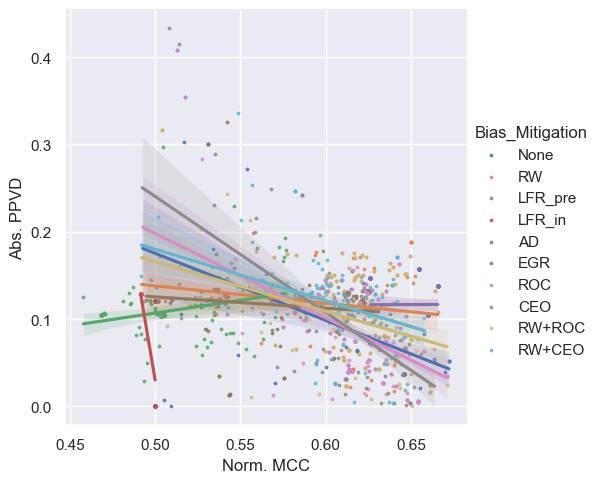 0.4
0.3
0.2
0.1
0.0
Abs. PPVD
0.45
0.50
0.55
0.60
0.65
Norm. MCC
Bias_Mitigation
None
RW
LFR_pre
LFR_in
AD
EGR
ROC
CEO
RW+ROC
RW+CEO